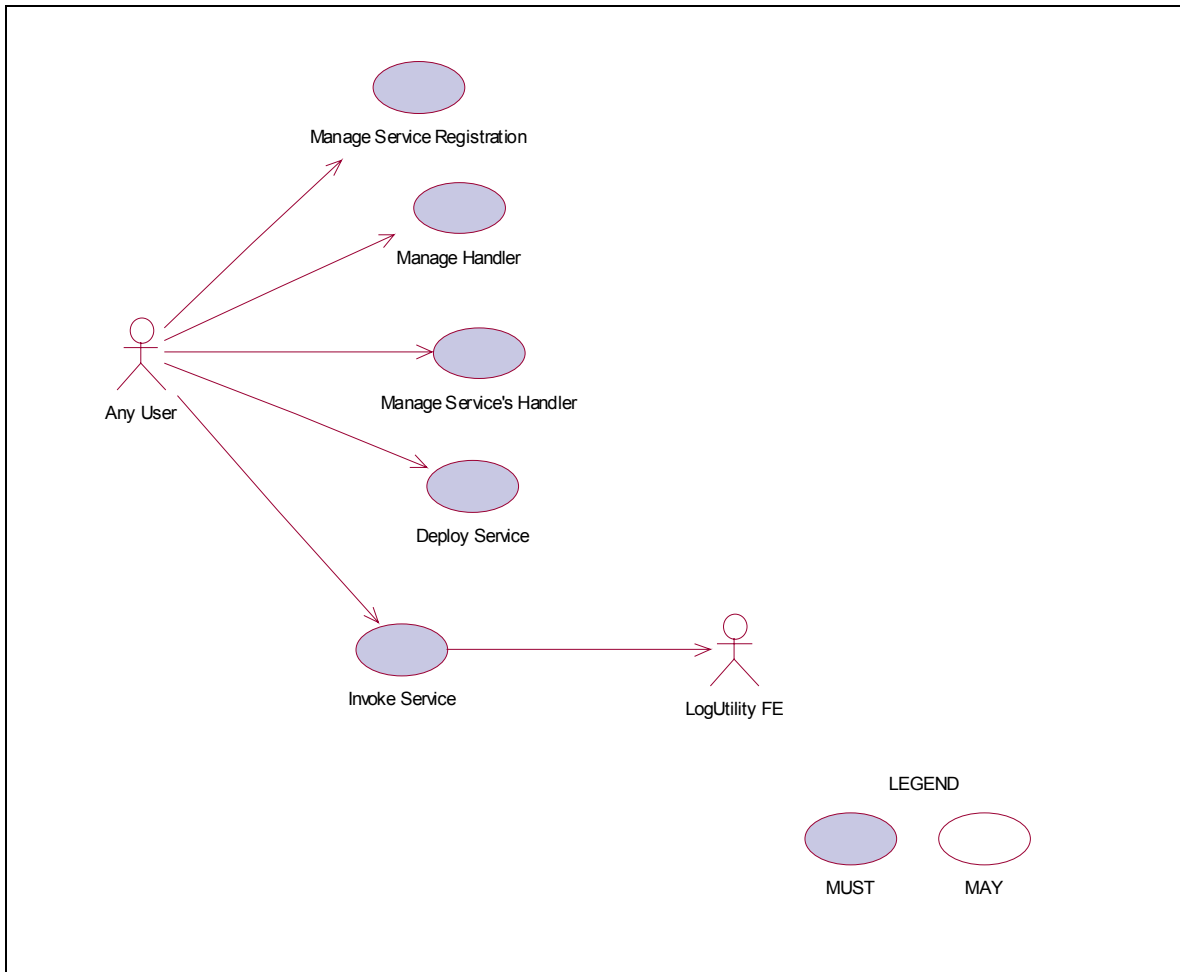 Manage Service Registration
Manage Handler
Any User
Manage Service's Handler
Deploy Service
Invoke Service
LogUtility FE
LEGEND
MUST
MAY